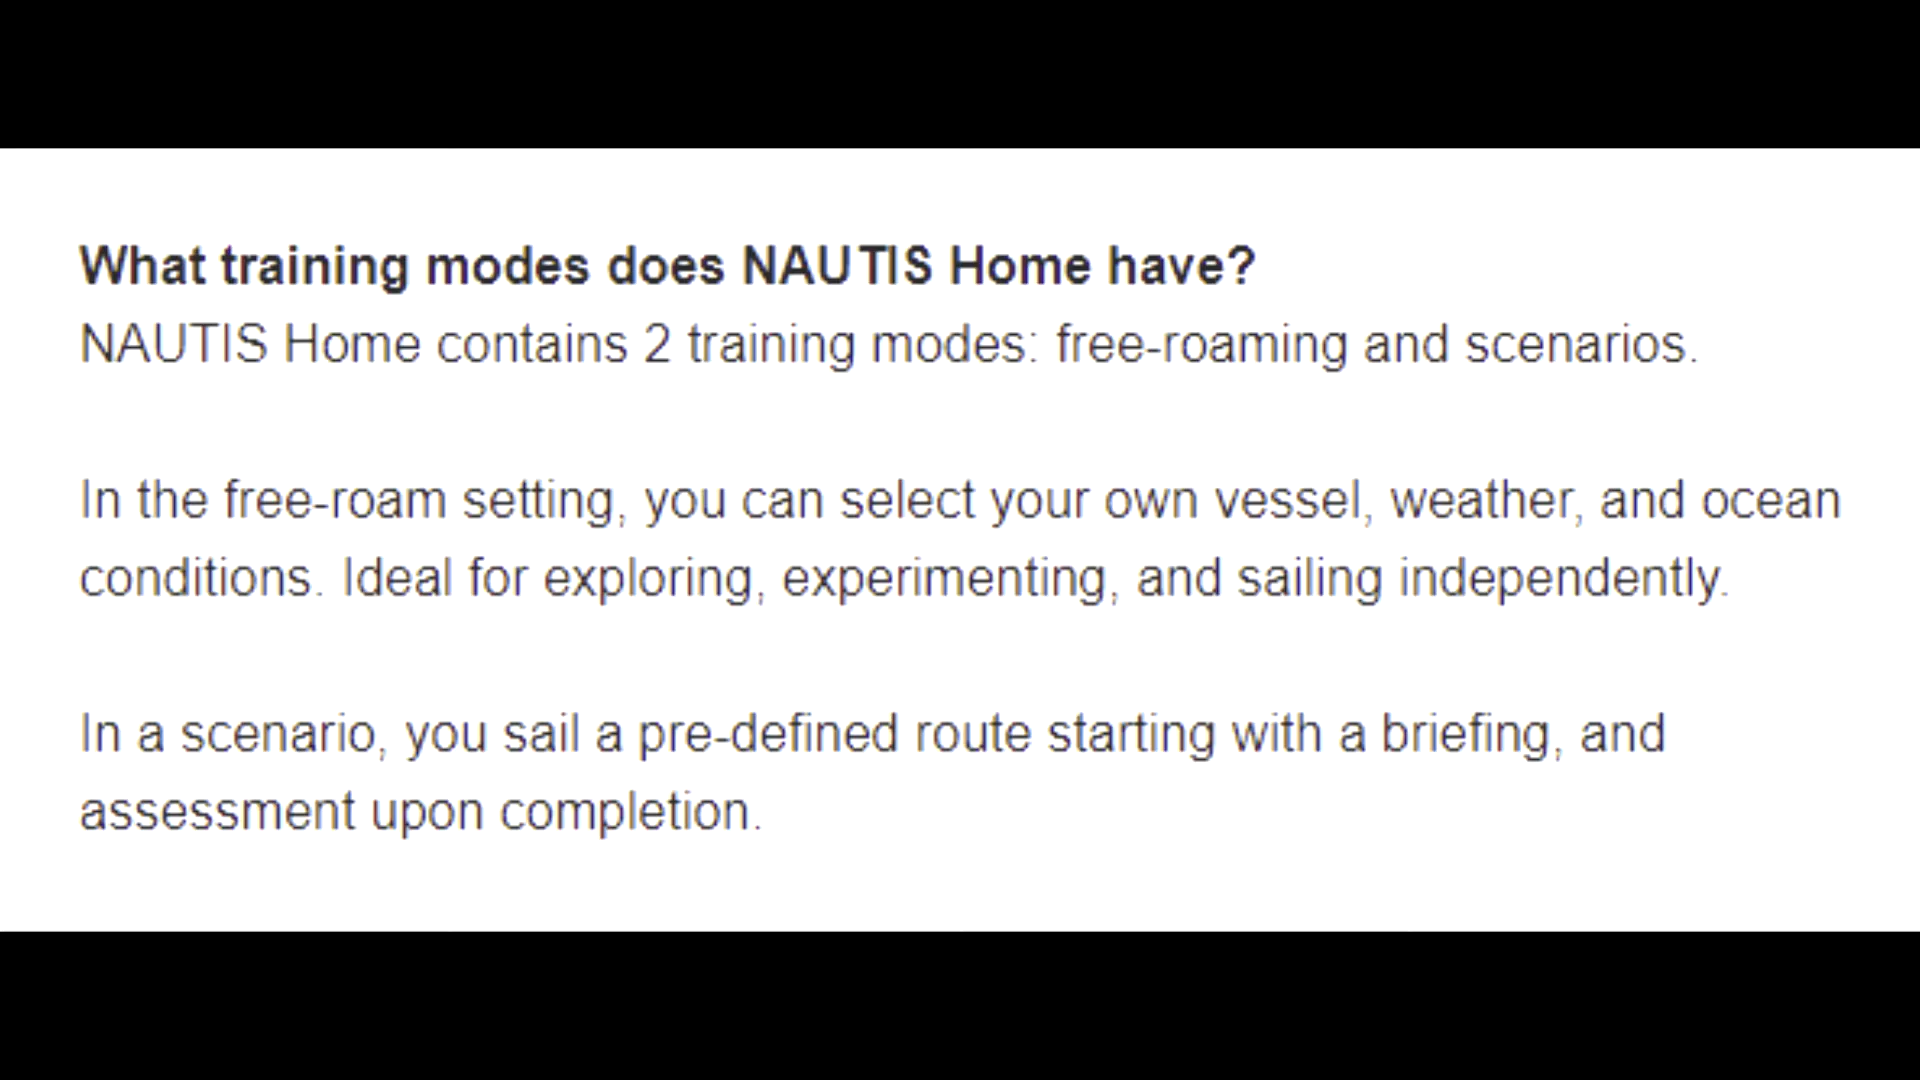 What training modes does NAUTIS Home have?
NAUTIS Home contains 2 training modes: free-roaming and scenarios.
In the free-roam setting, you can select your own vessel, weather, and ocean
conditions. Ideal for exploring, experimenting, and sailing independently.
In a scenario, you sail a pre-defined route starting with a briefing, and
assessment upon completion.